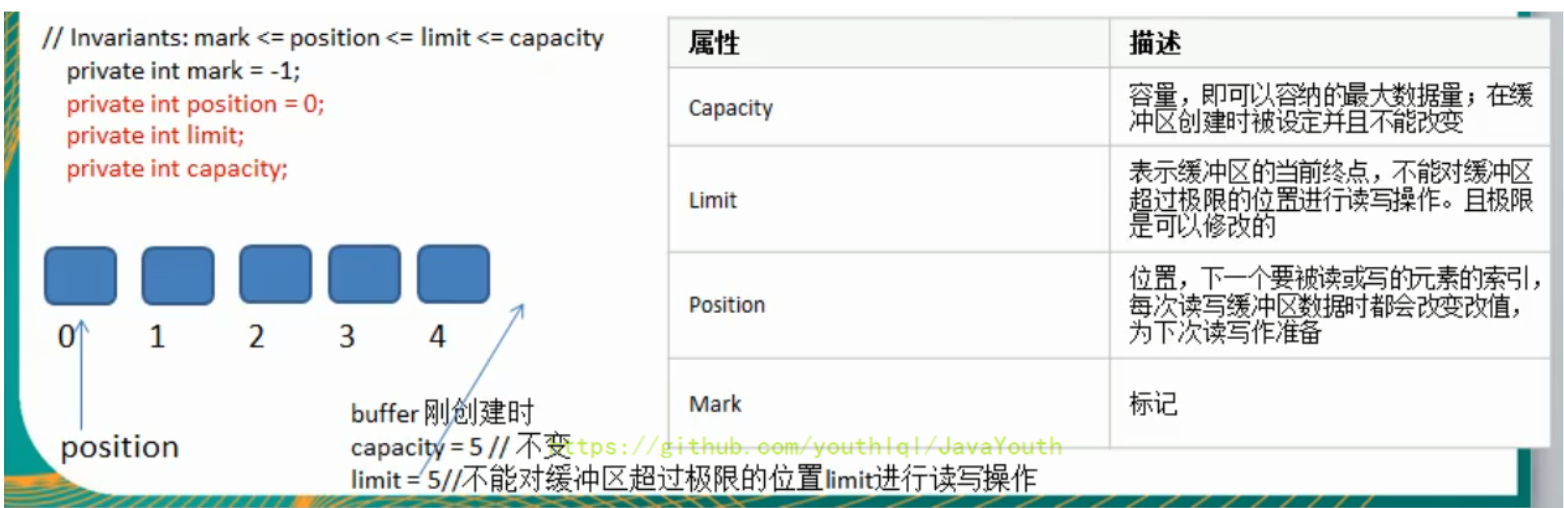 // Invariants: mark <= position <= limit <= capacity
private int mark = -1;
private int position = 0;
private int limit;
private int capacity;
0 1 2 3 4
position
buffer 刚创建时
capacity = 5 // 不变
limit = 5//不能对缓冲区超过极限的位置limit进行读写操作
属性 描述
Capacity
容量，即可以容纳的最大数据量；在缓
冲区创建时被设定并且不能改变
Limit
表示缓冲区的当前终点，不能对缓冲区
超过极限的位置进行读写操作。且极限
是可以修改的
Position
位置，下一个要被读或写的元素的索引，
每次读写缓冲区数据时都会改变改值，
为下次读写作准备
Mark
标记
https://github.com/youthlql/JavaYouth